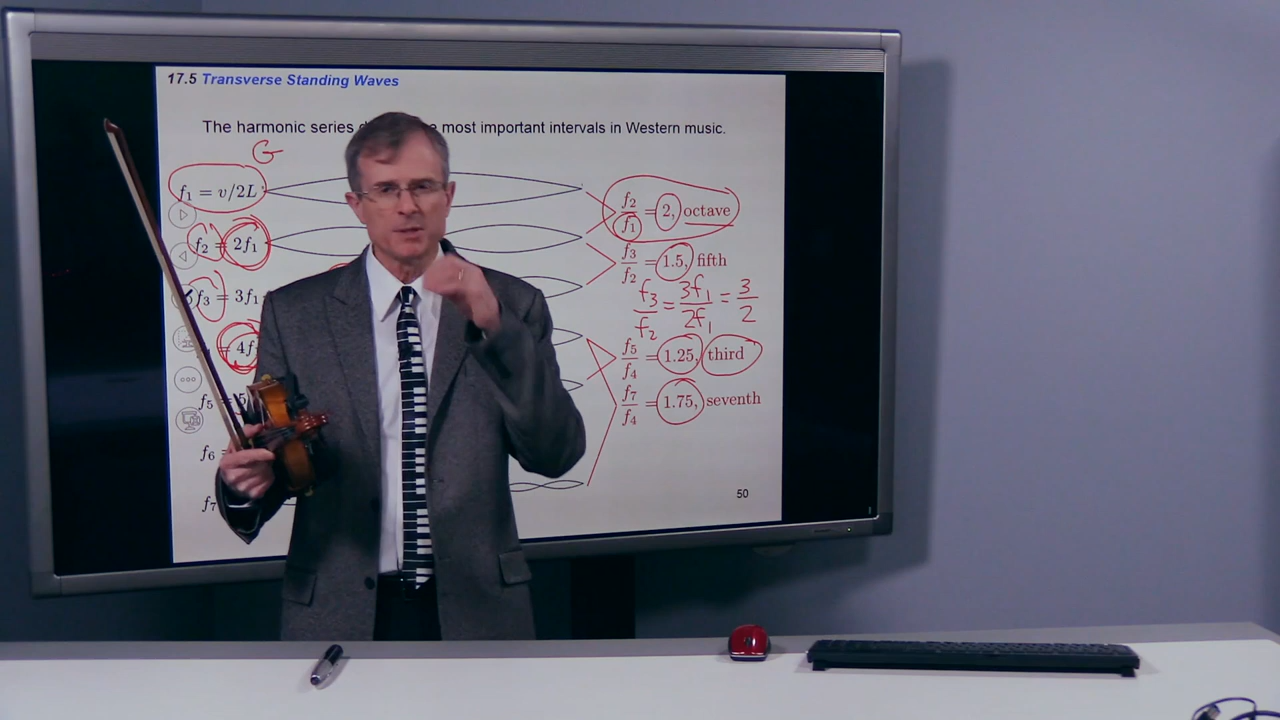 17.5 Transverse Standing Waves
The harmonic series most important intervals in Western music.
G
f₁ = v/2L
f₂/f₁ = 2, octave
f₂ = 2f₁
f₃/f₂ = 1.5, fifth
f₃ = 3f₁
f₃/f₂ = 3f₁/2f₁ = 3/2
= 4f
f₅/f₄ = 1.25, third
f₅ = 5
f₇/f₄ = 1.75, seventh
f₆
f₇
50